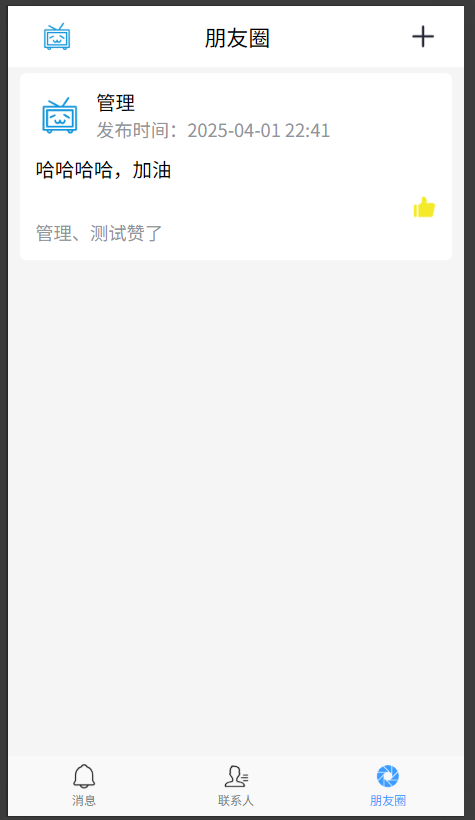 朋友圈
管理
发布时间：2025-04-01 22:41
哈哈哈哈，加油
管理、测试赞了
消息
联系人
朋友圈